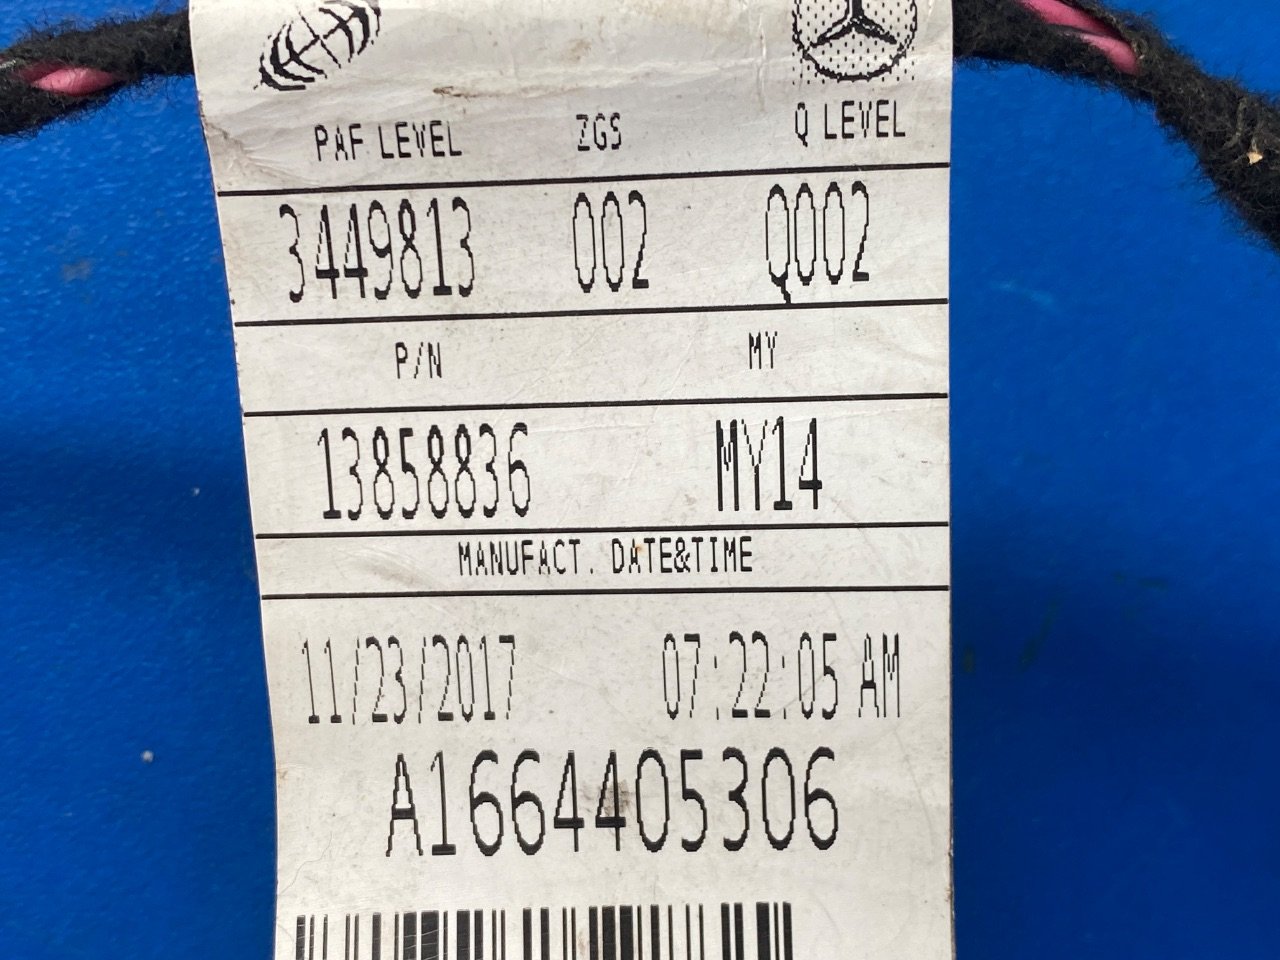 PAF LEVEL ZGS Q LEVEL
3449813 002 Q002
P/N MY
13858836 MY14
MANUFACT. DATE&TIME
11/23/2017 07:22:05 AM
A1664405306